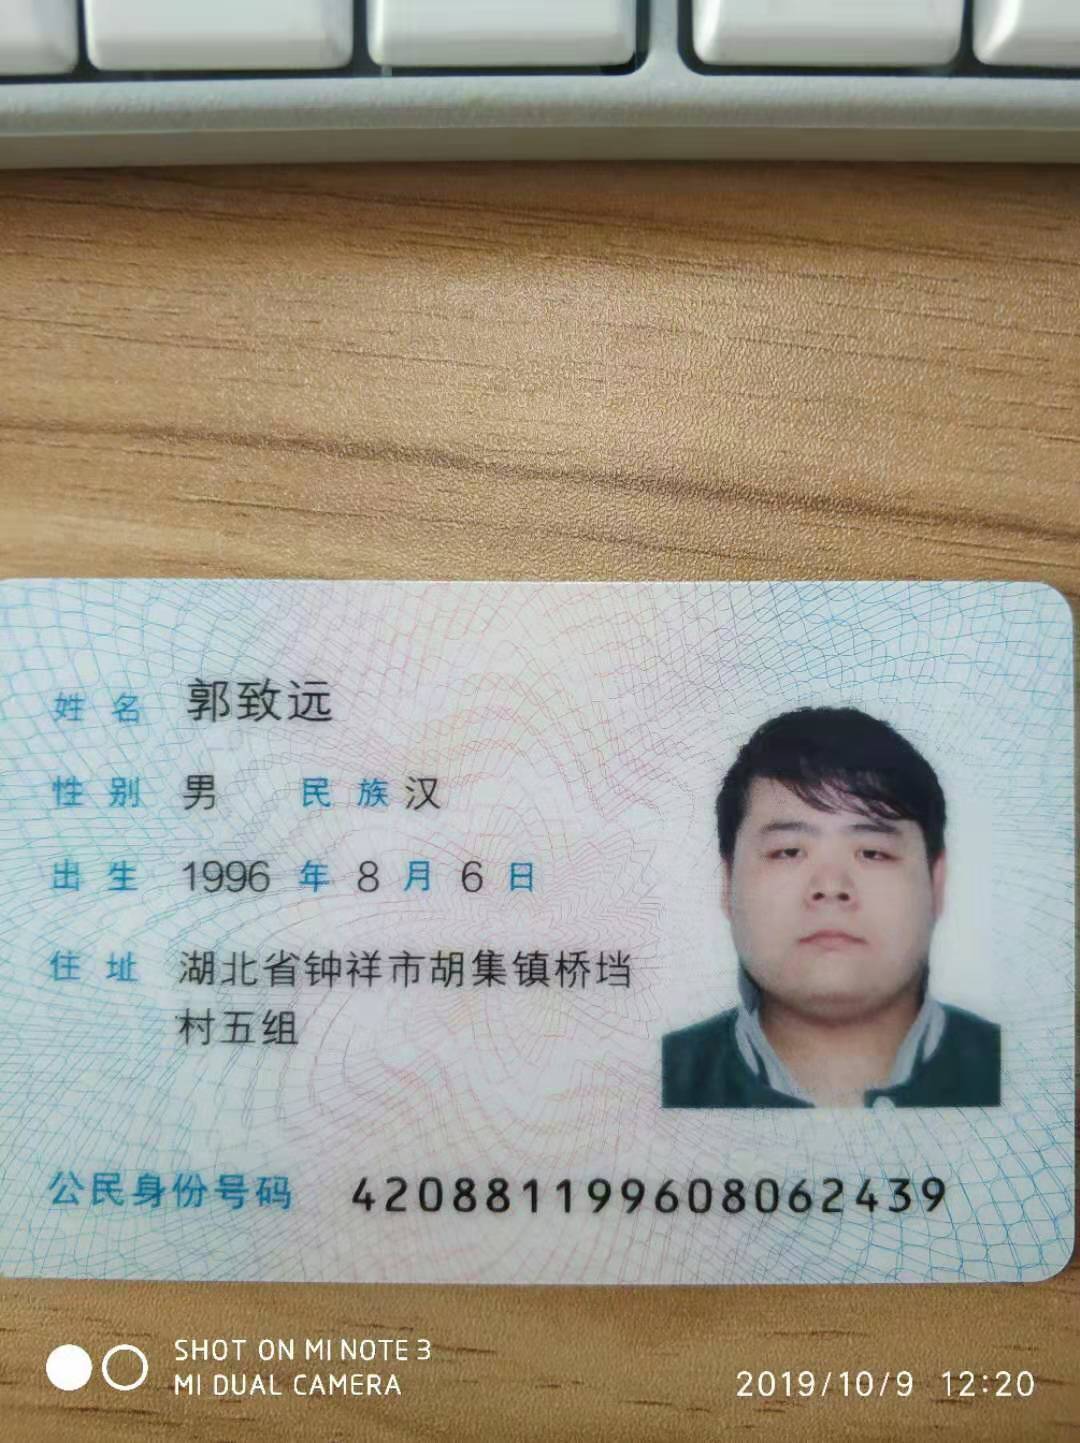 姓名 郭致远
性别 男 民族 汉
出生 1996 年 8 月 6 日
住址 湖北省钟祥市胡集镇桥垱
村五组
公民身份号码 420881199608062439
SHOT ON MI NOTE 3
MI DUAL CAMERA
2019/10/9 12:20